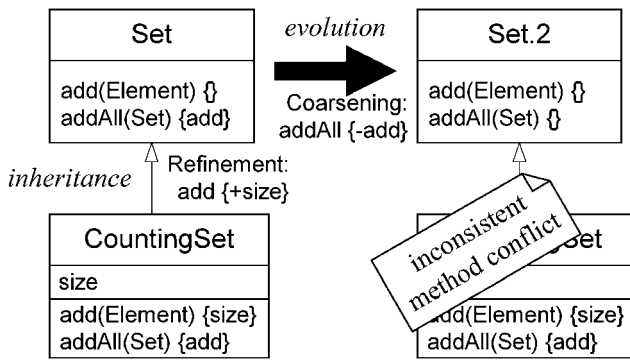 Set
add(Element) {}
addAll(Set) {add}
evolution
Coarsening:
addAll {-add}
Set.2
add(Element) {}
addAll(Set) {}
inheritance
Refinement:
add {+size}
CountingSet
size
add(Element) {size}
addAll(Set) {add}
inconsistent
method conflict
add(Element) {size}
addAll(Set) {add}